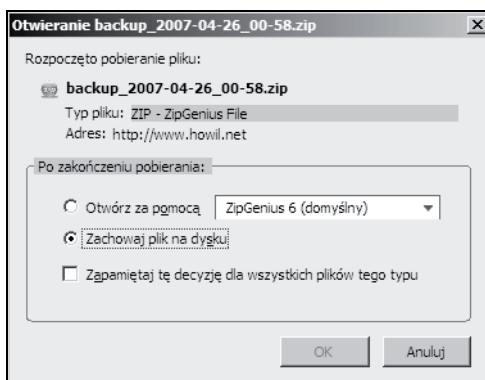 Otwieranie backup_2007-04-26_00-58.zip
Rozpoczęto pobieranie pliku:
backup_2007-04-26_00-58.zip
Typ pliku: ZIP - ZipGenius File
Adres: http://www.howil.net
Po zakończeniu pobierania:
Otwórz za pomocą ZipGenius 6 (domyślny)
Zachowaj plik na dysku
Zapamiętaj tę decyzję dla wszystkich plików tego typu
OK Anuluj